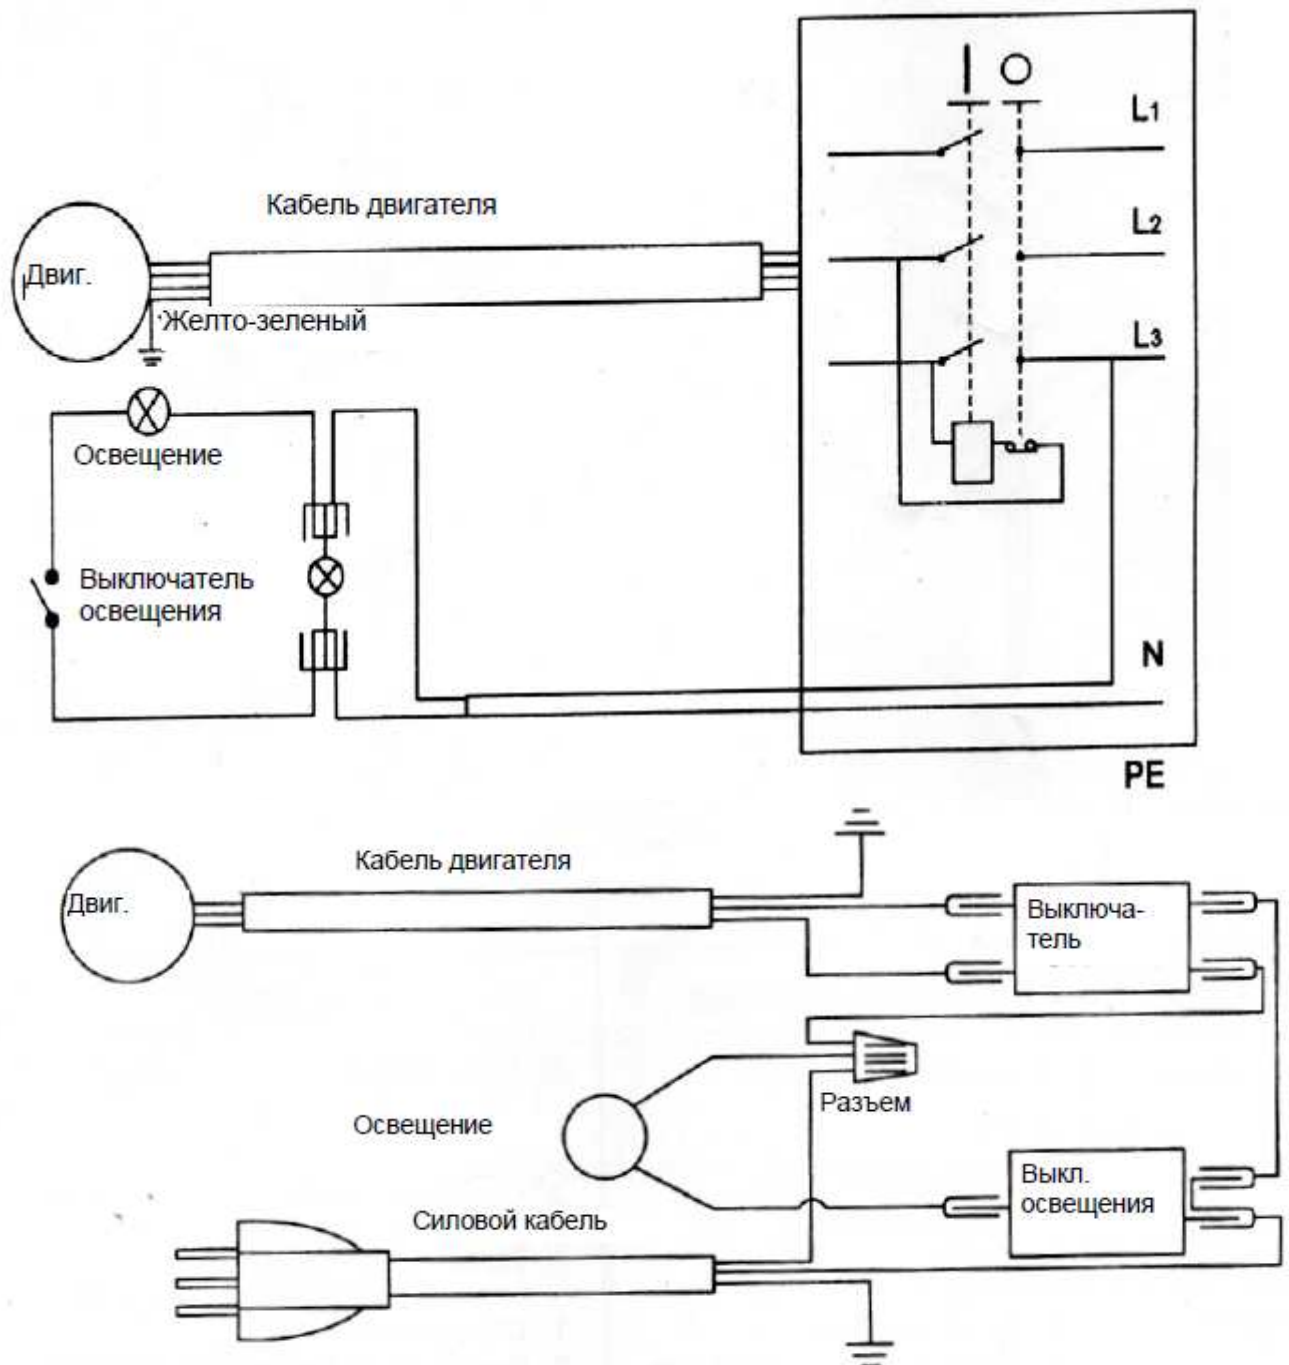 L1
Кабель двигателя
L2
Двиг.
Желто-зеленый
L3
Освещение
Выключатель
освещения
N
PE
Кабель двигателя
Двиг.
Выключа-
тель
Разъем
Освещение
Выкл.
освещения
Силовой кабель